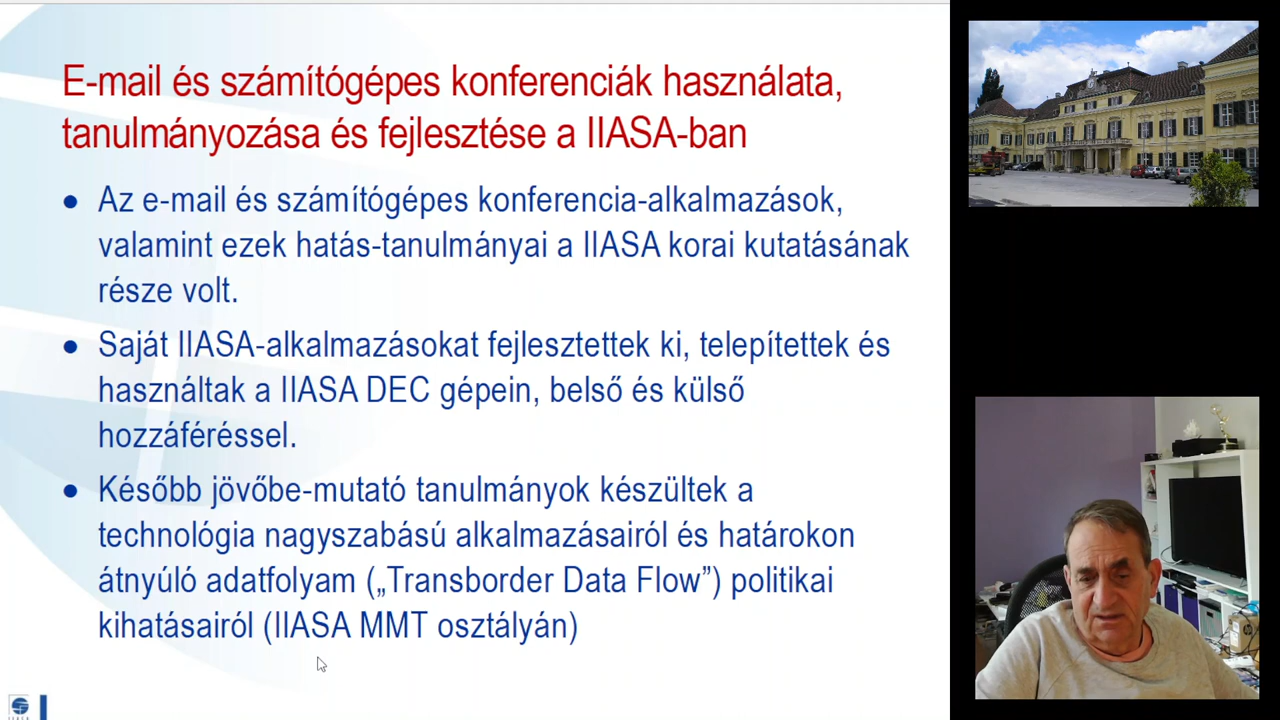 E-mail és számítógépes konferenciák használata,
tanulmányozása és fejlesztése a IIASA-ban
● Az e-mail és számítógépes konferencia-alkalmazások,
valamint ezek hatás-tanulmányai a IIASA korai kutatásának
része volt.
● Saját IIASA-alkalmazásokat fejlesztettek ki, telepítettek és
használtak a IIASA DEC gépein, belső és külső
hozzáféréssel.
● Később jövőbe-mutató tanulmányok készültek a
technológia nagyszabású alkalmazásairól és határokon
átnyúló adatfolyam („Transborder Data Flow”) politikai
kihatásairól (IIASA MMT osztályán)
IIASA